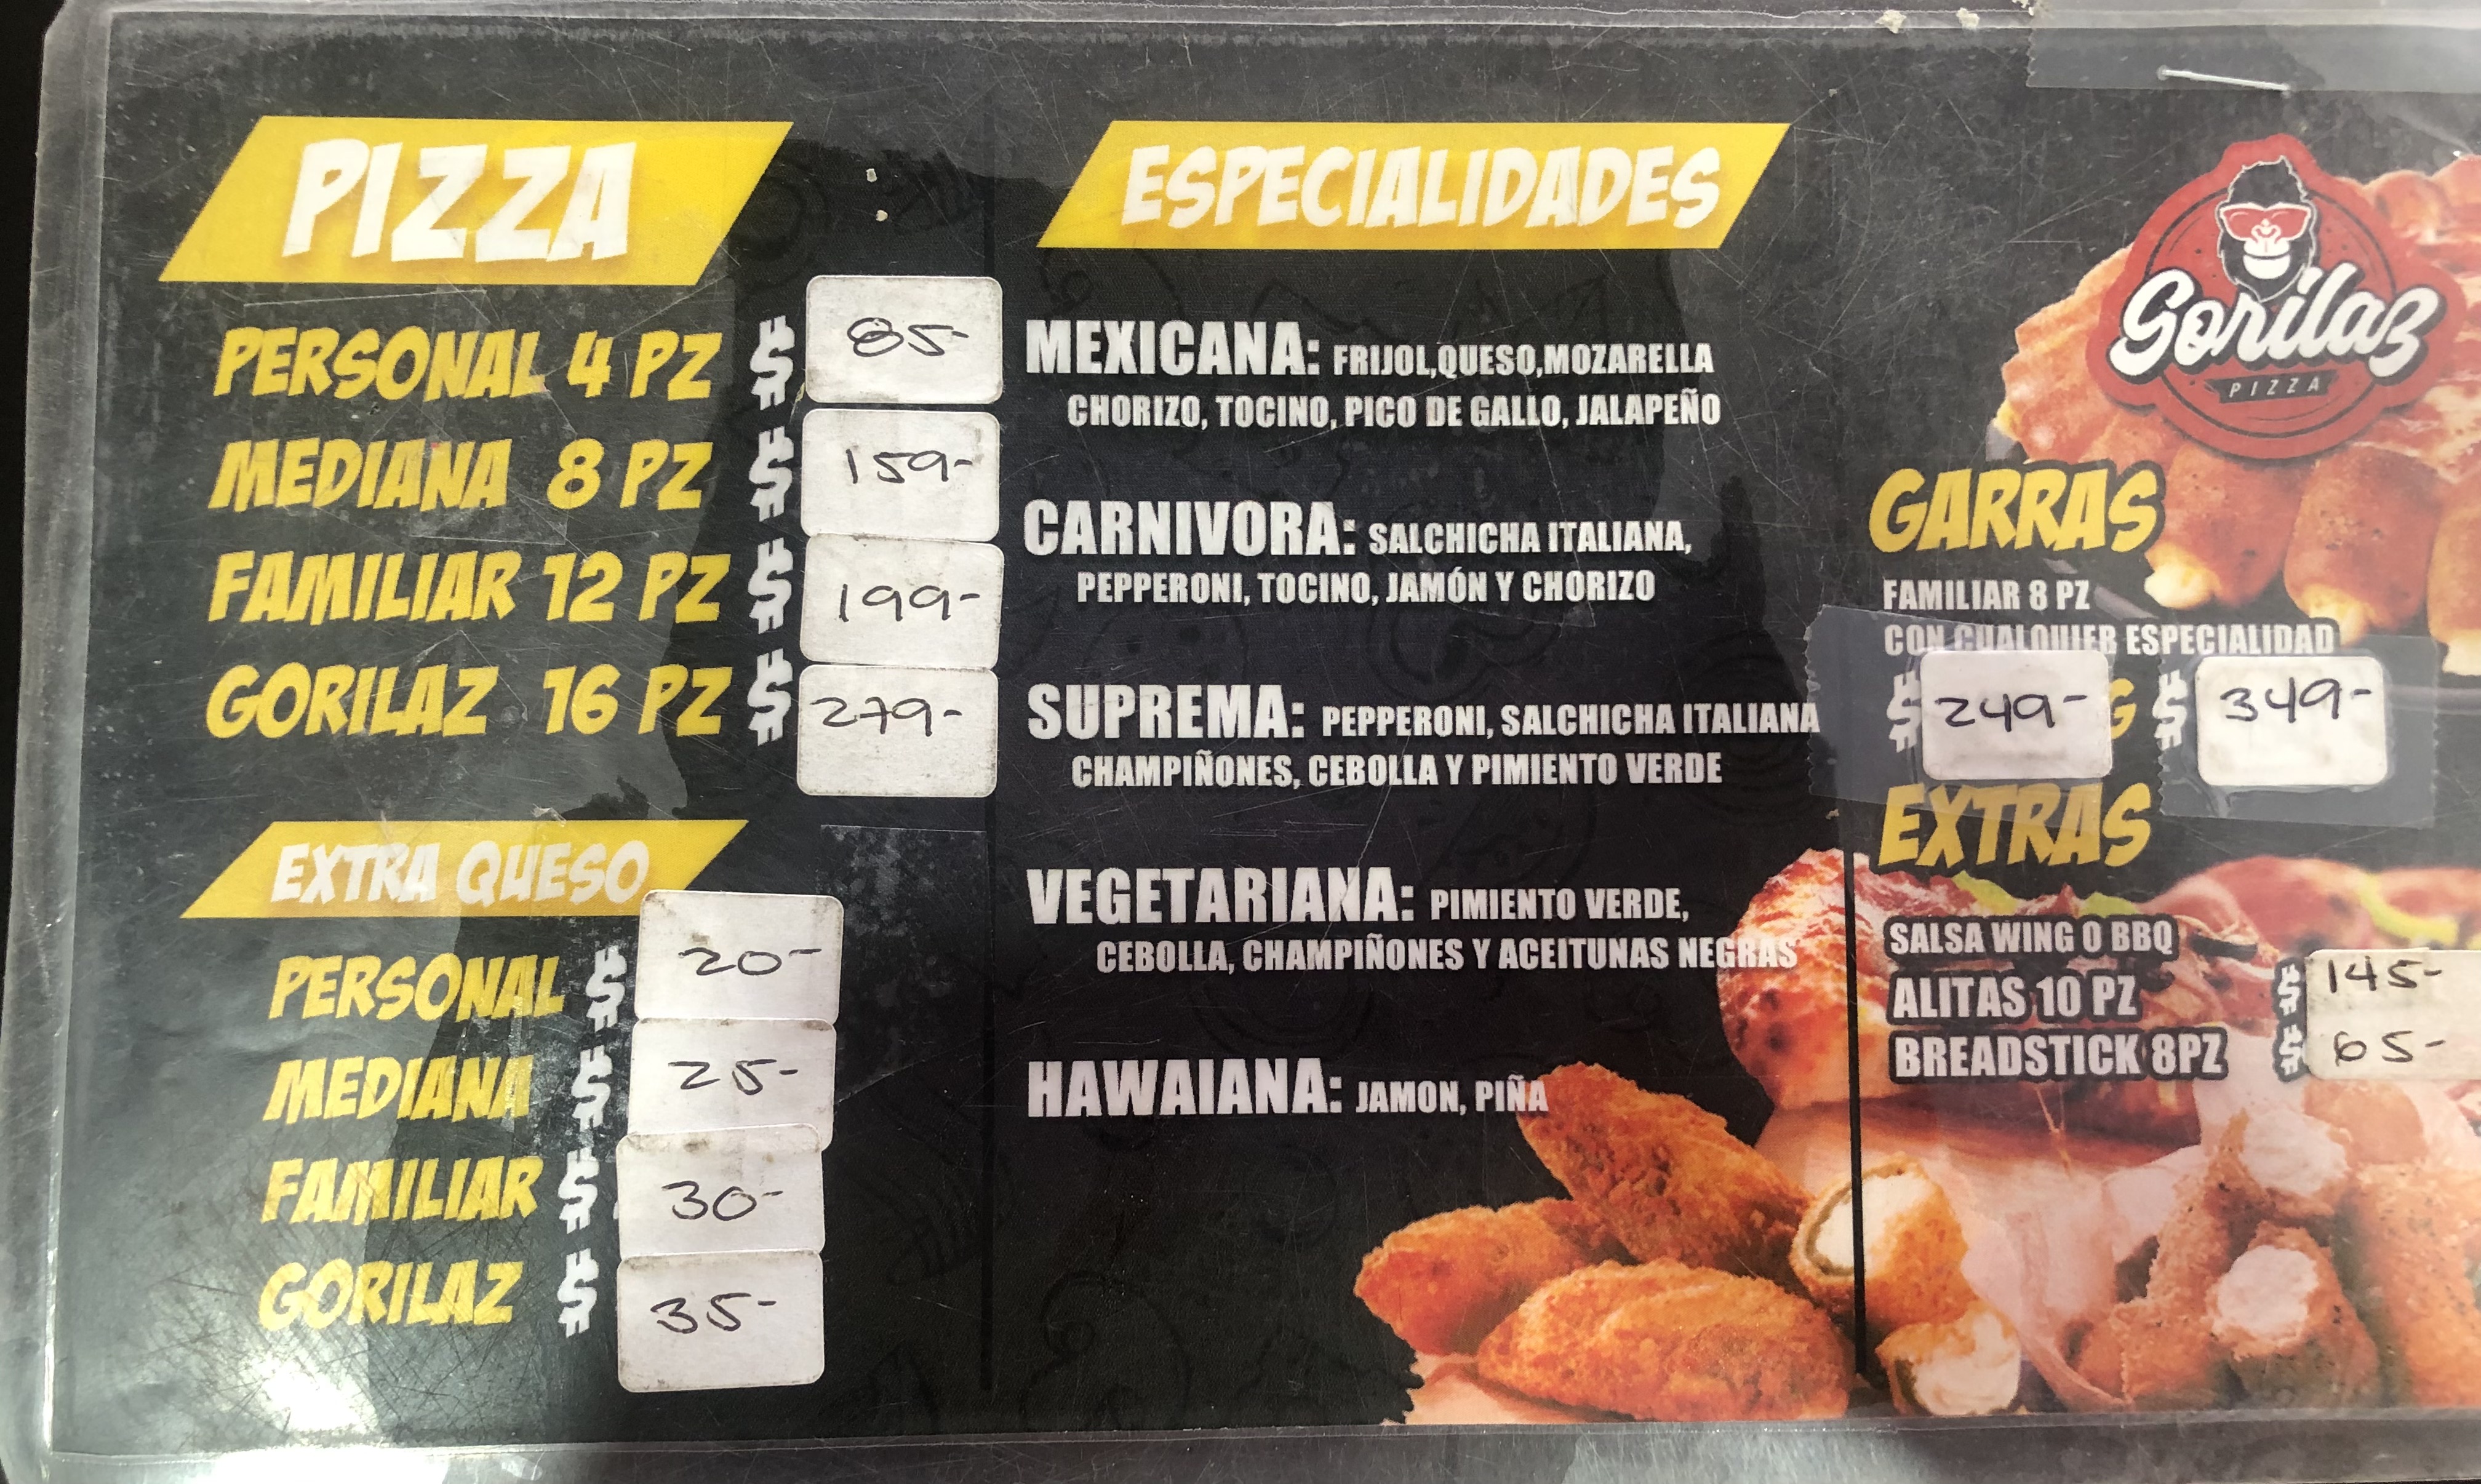 PIZZA
PERSONAL 4 PZ $ 85-
MEDIANA 8 PZ $ 159-
FAMILIAR 12 PZ $ 199-
GORILAZ 16 PZ $ 279-
EXTRA QUESO
PERSONAL $ 20-
MEDIANA $ 25-
FAMILIAR $ 30-
GORILAZ $ 35-
ESPECIALIDADES
MEXICANA: FRIJOL,QUESO,MOZARELLA
CHORIZO, TOCINO, PICO DE GALLO, JALAPEÑO
CARNIVORA: SALCHICHA ITALIANA,
PEPPERONI, TOCINO, JAMÓN Y CHORIZO
SUPREMA: PEPPERONI, SALCHICHA ITALIANA
CHAMPIÑONES, CEBOLLA Y PIMIENTO VERDE
VEGETARIANA: PIMIENTO VERDE,
CEBOLLA, CHAMPIÑONES Y ACEITUNAS NEGRAS
HAWAIANA: JAMON, PIÑA
Gorilaz
PIZZA
GARRAS
FAMILIAR 8 PZ
CON CUALQUIER ESPECIALIDAD
$ 249- G $ 349-
EXTRAS
SALSA WING O BBQ
ALITAS 10 PZ $ 145-
BREADSTICK 8PZ $ 65-